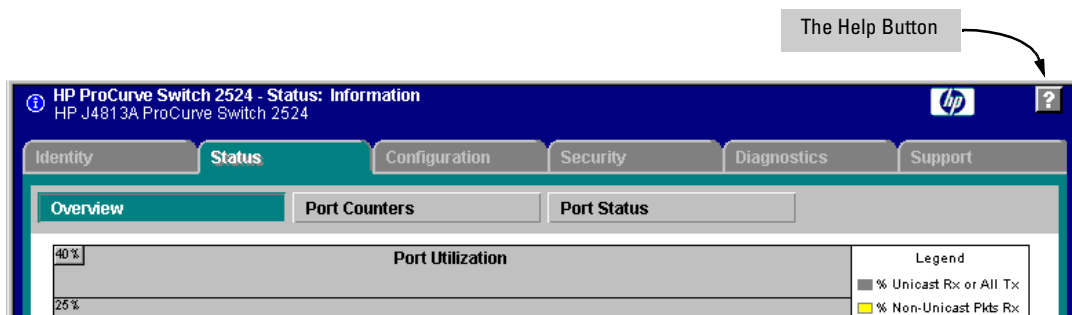 The Help Button
HP ProCurve Switch 2524 - Status: Information
HP J4813A ProCurve Switch 2524
hp
?
Identity
Status
Configuration
Security
Diagnostics
Support
Overview
Port Counters
Port Status
40%
Port Utilization
Legend
% Unicast Rx or All Tx
25%
% Non-Unicast Pkts Rx